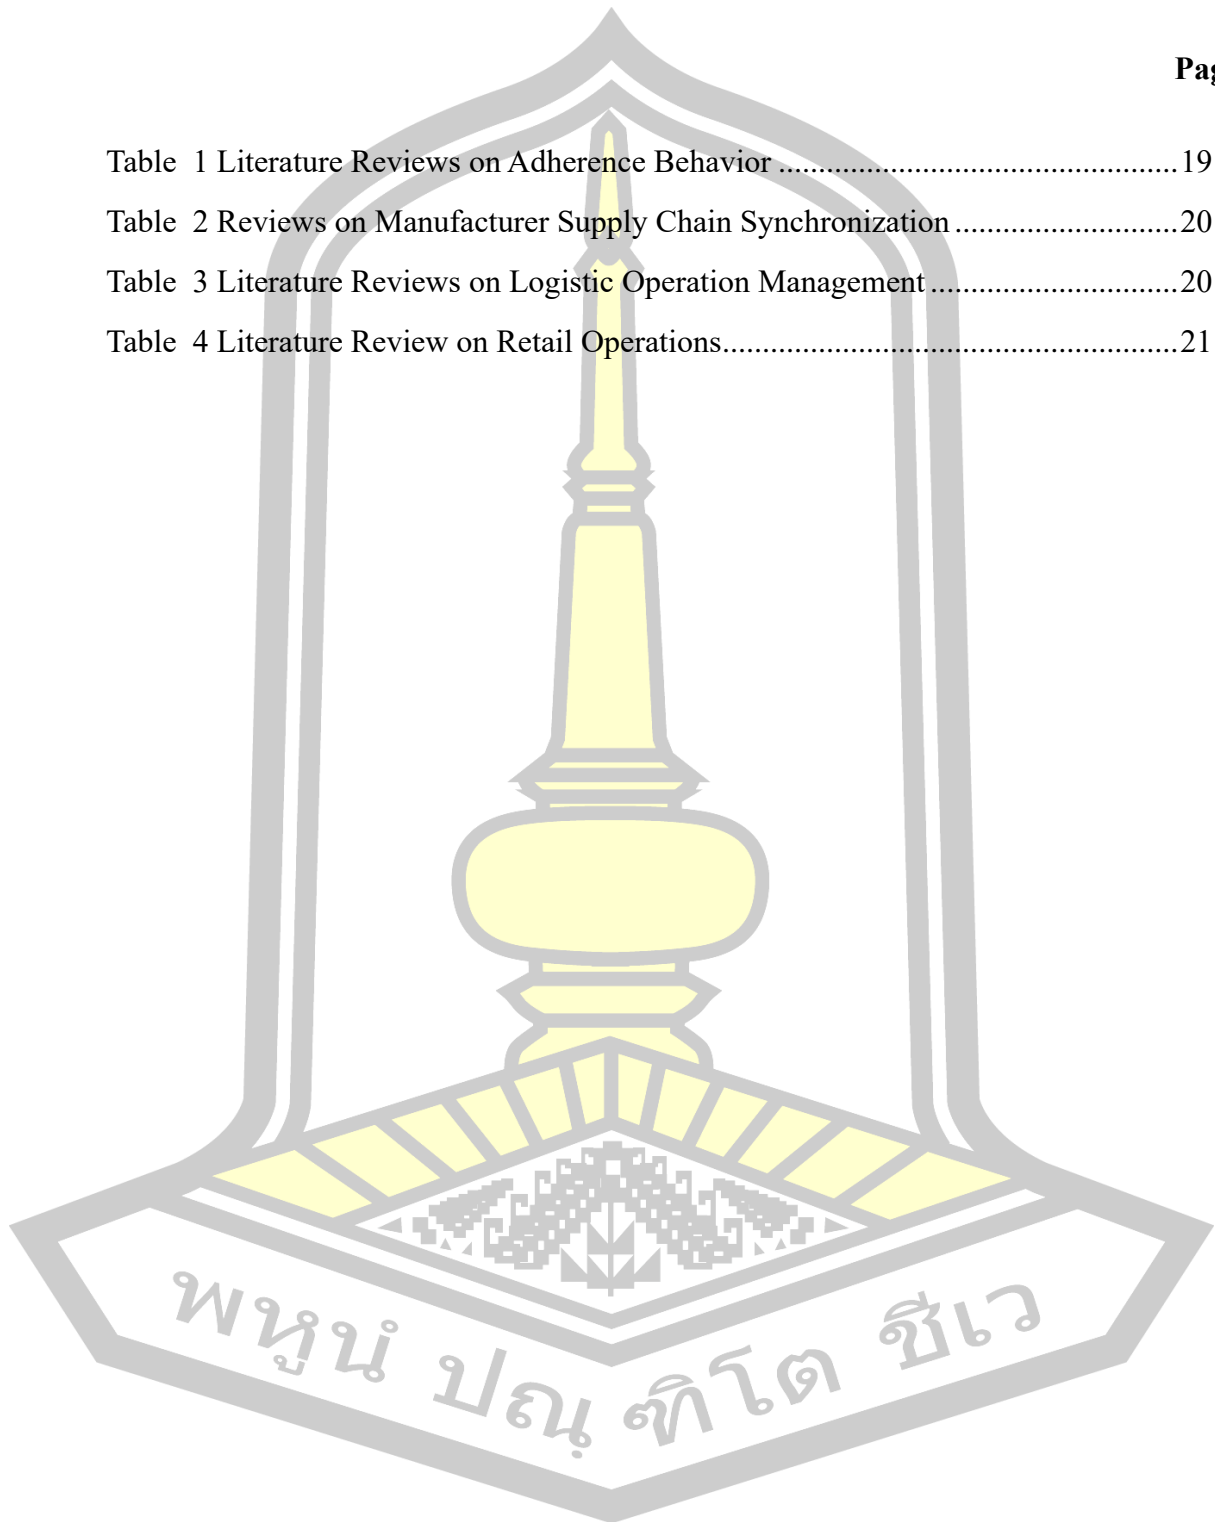 Pag
Table  1 Literature Reviews on Adherence Behavior ..................................................19
Table  2 Reviews on Manufacturer Supply Chain Synchronization ............................20
Table  3 Literature Reviews on Logistic Operation Management ...............................20
Table  4 Literature Review on Retail Operations.........................................................21
พหูนํ ปณฺ ฑิโต ชีเว